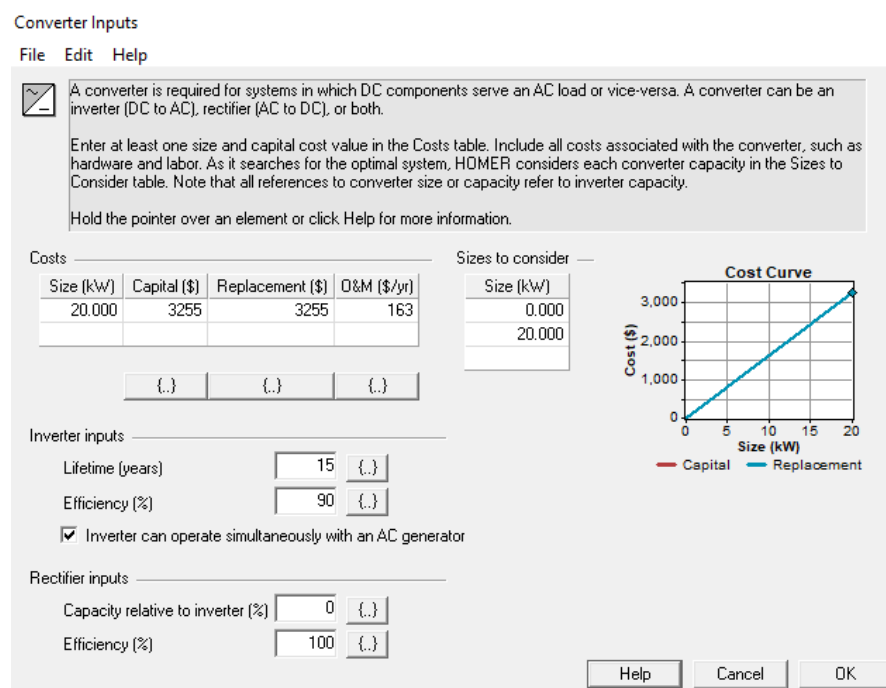 Converter Inputs
File Edit Help
A converter is required for systems in which DC components serve an AC load or vice-versa. A converter can be an
inverter (DC to AC), rectifier (AC to DC), or both.
Enter at least one size and capital cost value in the Costs table. Include all costs associated with the converter, such as
hardware and labor. As it searches for the optimal system, HOMER considers each converter capacity in the Sizes to
Consider table. Note that all references to converter size or capacity refer to inverter capacity.
Hold the pointer over an element or click Help for more information.
Costs
Size (kW) Capital ($) Replacement ($) O&M ($/yr)
20.000 3255 3255 163
{..} {..} {..}
Sizes to consider
Size (kW)
0.000
20.000
Cost Curve
Cost ($)
3,000
2,000
1,000
0
0 5 10 15 20
Size (kW)
Capital Replacement
Inverter inputs
Lifetime (years) 15 {..}
Efficiency (%) 90 {..}
Inverter can operate simultaneously with an AC generator
Rectifier inputs
Capacity relative to inverter (%) 0 {..}
Efficiency (%) 100 {..}
Help Cancel OK